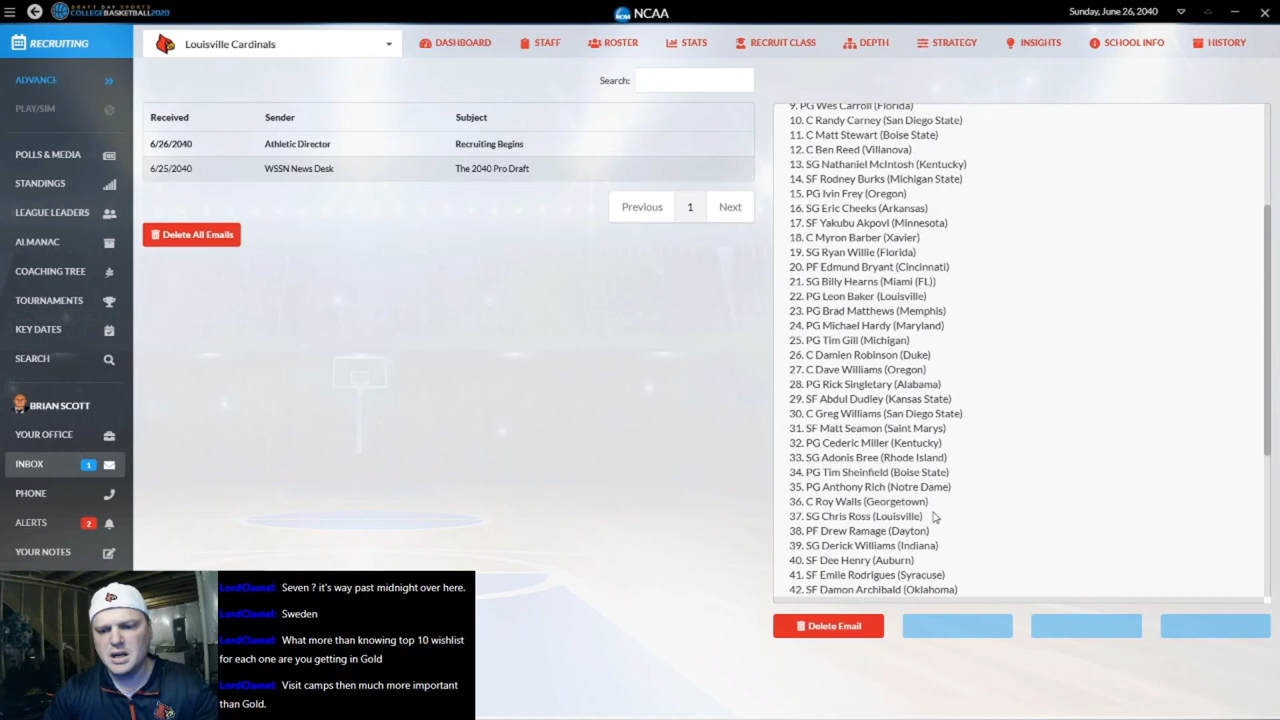 DRAFT DAY SPORTS
COLLEGE BASKETBALL 2020
NCAA
Sunday, June 26, 2040
RECRUITING
Louisville Cardinals
DASHBOARD
STAFF
ROSTER
STATS
RECRUIT CLASS
DEPTH
STRATEGY
INSIGHTS
SCHOOL INFO
HISTORY
ADVANCE
PLAY/SIM
POLLS & MEDIA
STANDINGS
LEAGUE LEADERS
ALMANAC
COACHING TREE
TOURNAMENTS
KEY DATES
SEARCH
BRIAN SCOTT
YOUR OFFICE
INBOX 1
PHONE
ALERTS 2
YOUR NOTES
Search:
Received Sender Subject
6/26/2040 Athletic Director Recruiting Begins
6/25/2040 WSSN News Desk The 2040 Pro Draft
Previous 1 Next
Delete All Emails
9. PG Wes Carroll (Florida)
10. C Randy Carney (San Diego State)
11. C Matt Stewart (Boise State)
12. C Ben Reed (Villanova)
13. SG Nathaniel McIntosh (Kentucky)
14. SF Rodney Burks (Michigan State)
15. PG Ivin Frey (Oregon)
16. SG Eric Cheeks (Arkansas)
17. SF Yakubu Akpovi (Minnesota)
18. C Myron Barber (Xavier)
19. SG Ryan Willie (Florida)
20. PF Edmund Bryant (Cincinnati)
21. SG Billy Hearns (Miami (FL))
22. PG Leon Baker (Louisville)
23. PG Brad Matthews (Memphis)
24. PG Michael Hardy (Maryland)
25. PG Tim Gill (Michigan)
26. C Damien Robinson (Duke)
27. C Dave Williams (Oregon)
28. PG Rick Singletary (Alabama)
29. SF Abdul Dudley (Kansas State)
30. C Greg Williams (San Diego State)
31. SF Matt Seamon (Saint Marys)
32. PG Cederic Miller (Kentucky)
33. SG Adonis Bree (Rhode Island)
34. PG Tim Sheinfield (Boise State)
35. PG Anthony Rich (Notre Dame)
36. C Roy Walls (Georgetown)
37. SG Chris Ross (Louisville)
38. PF Drew Ramage (Dayton)
39. SG Derick Williams (Indiana)
40. SF Dee Henry (Auburn)
41. SF Emile Rodrigues (Syracuse)
42. SF Damon Archibald (Oklahoma)
Delete Email
LordClamel: Seven ? it's way past midnight over here.
LordClamel: Sweden
LordClamel: What more than knowing top 10 wishlist
for each one are you getting in Gold
LordClamel: Visit camps then much more important
than Gold.